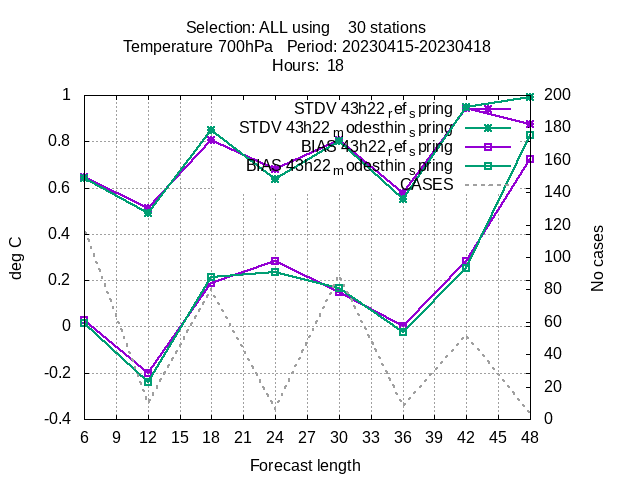 Selection: ALL using 30 stations
Temperature 700hPa Period: 20230415-20230418
Hours: 18
STDV 43h22_ref_spring
STDV 43h22_modesthin_spring
BIAS 43h22_ref_spring
BIAS 43h22_modesthin_spring
CASES
deg C
1
0.8
0.6
0.4
0.2
0
-0.2
-0.4
No cases
200
180
160
140
120
100
80
60
40
20
0
6 9 12 15 18 21 24 27 30 33 36 39 42 45 48
Forecast length